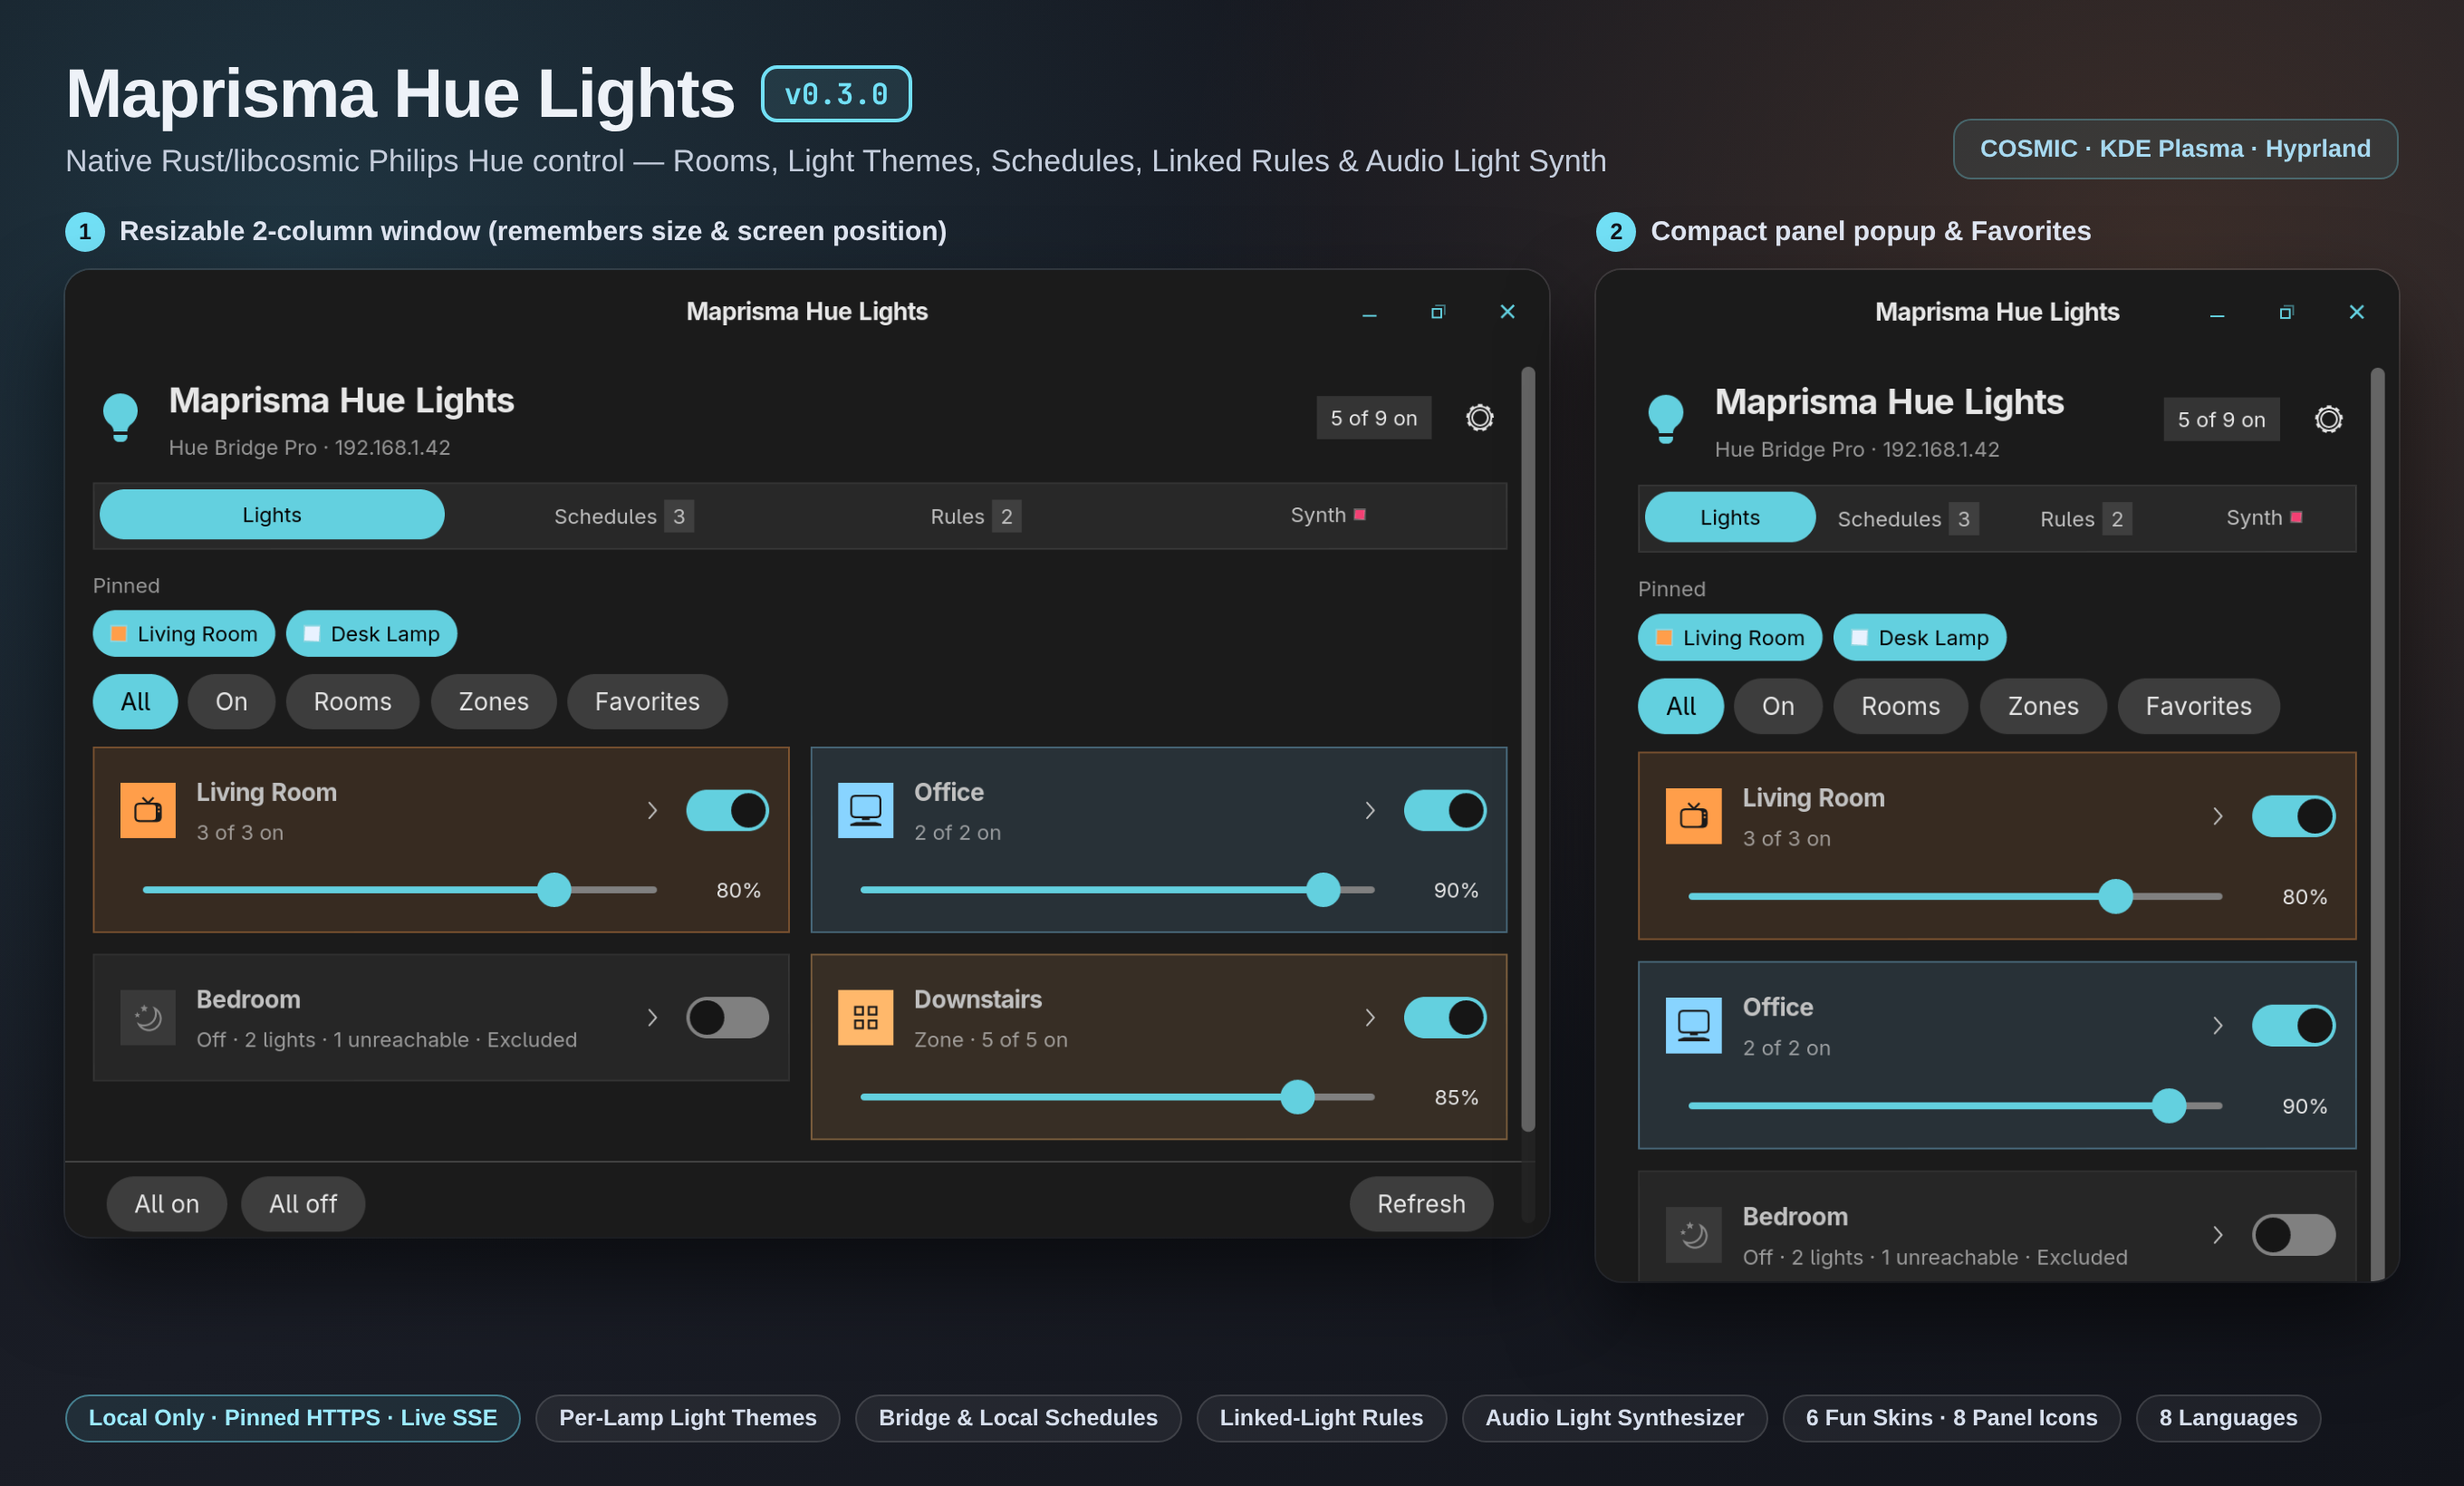 Maprisma Hue Lights v0.3.0
Native Rust/libcosmic Philips Hue control — Rooms, Light Themes, Schedules, Linked Rules & Audio Light Synth
COSMIC · KDE Plasma · Hyprland
1 Resizable 2-column window (remembers size & screen position)
Maprisma Hue Lights
Maprisma Hue Lights
Hue Bridge Pro · 192.168.1.42
5 of 9 on
Lights Schedules 3 Rules 2 Synth
Pinned
Living Room Desk Lamp
All On Rooms Zones Favorites
Living Room
3 of 3 on
80%
Office
2 of 2 on
90%
Bedroom
Off · 2 lights · 1 unreachable · Excluded
Downstairs
Zone · 5 of 5 on
85%
All on All off Refresh
2 Compact panel popup & Favorites
Maprisma Hue Lights
Maprisma Hue Lights
Hue Bridge Pro · 192.168.1.42
5 of 9 on
Lights Schedules 3 Rules 2 Synth
Pinned
Living Room Desk Lamp
All On Rooms Zones Favorites
Living Room
3 of 3 on
80%
Office
2 of 2 on
90%
Bedroom
Off · 2 lights · 1 unreachable · Excluded
Local Only · Pinned HTTPS · Live SSE Per-Lamp Light Themes Bridge & Local Schedules Linked-Light Rules Audio Light Synthesizer 6 Fun Skins · 8 Panel Icons 8 Languages